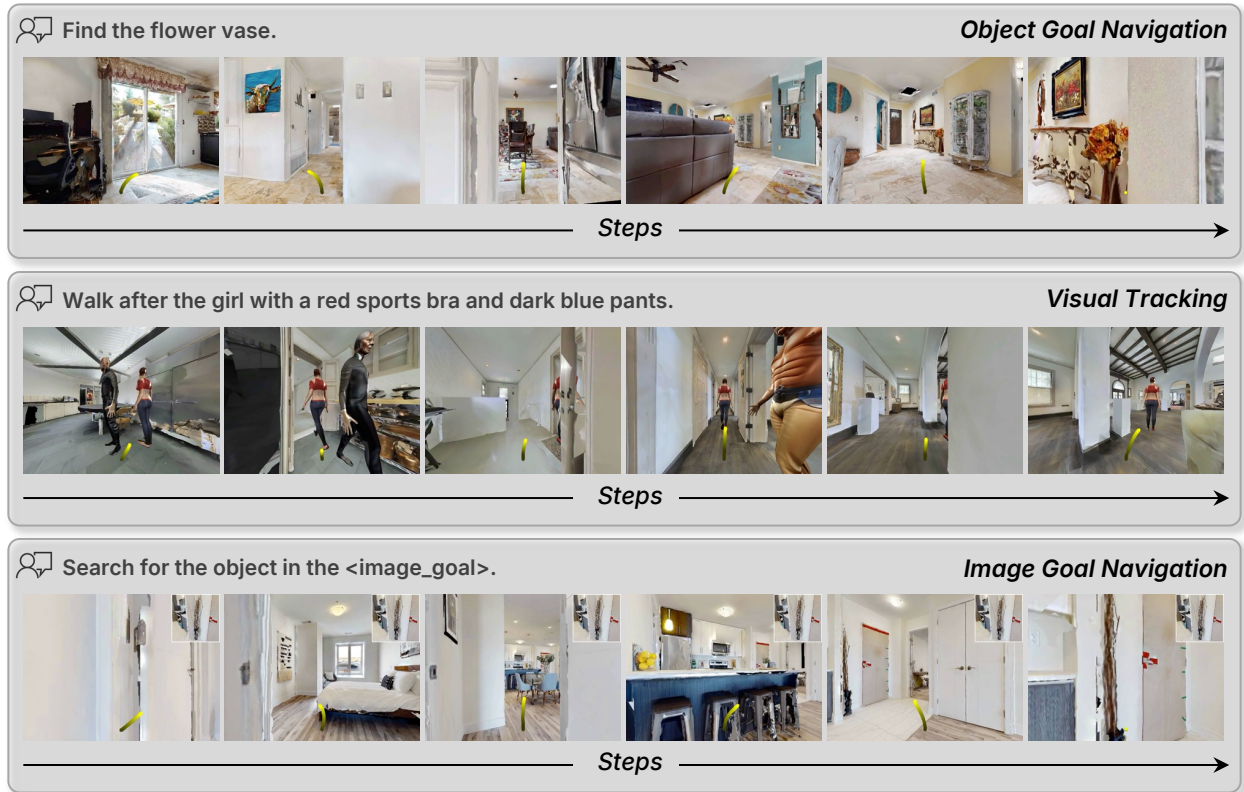 Find the flower vase.
Object Goal Navigation
Steps
Walk after the girl with a red sports bra and dark blue pants.
Visual Tracking
Steps
Search for the object in the <image_goal>.
Image Goal Navigation
Steps